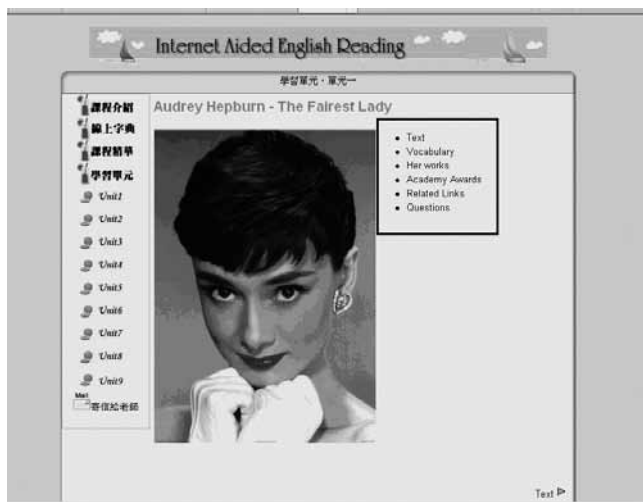 Internet Aided English Reading
學習單元 - 單元一
課程介紹
線上字典
課程精華
學習單元
Unit1
Unit2
Unit3
Unit4
Unit5
Unit6
Unit7
Unit8
Unit9
Mail
寄信給老師
Audrey Hepburn - The Fairest Lady
Text
Vocabulary
Her works
Academy Awards
Related Links
Questions
Text